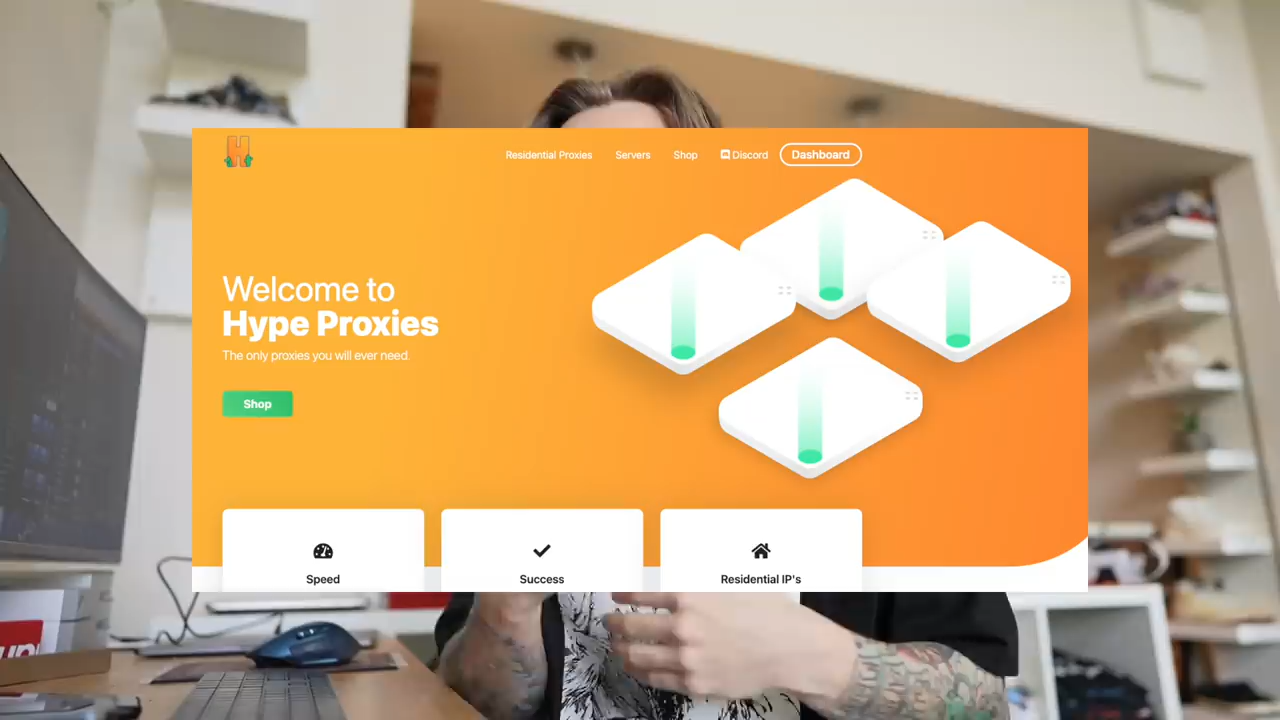 Residential Proxies
Servers
Shop
Discord
Dashboard
Welcome to
Hype Proxies
The only proxies you will ever need.
Shop
Speed
Success
Residential IP's